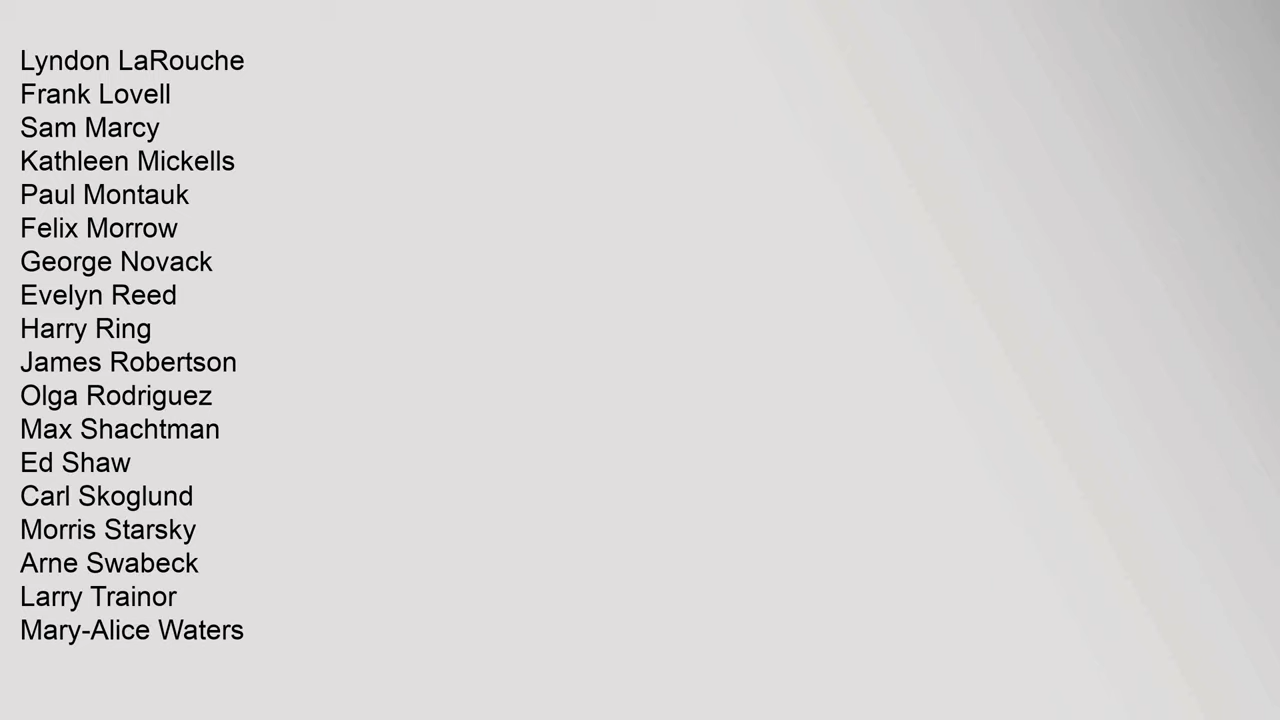 Lyndon LaRouche
Frank Lovell
Sam Marcy
Kathleen Mickells
Paul Montauk
Felix Morrow
George Novack
Evelyn Reed
Harry Ring
James Robertson
Olga Rodriguez
Max Shachtman
Ed Shaw
Carl Skoglund
Morris Starsky
Arne Swabeck
Larry Trainor
Mary-Alice Waters